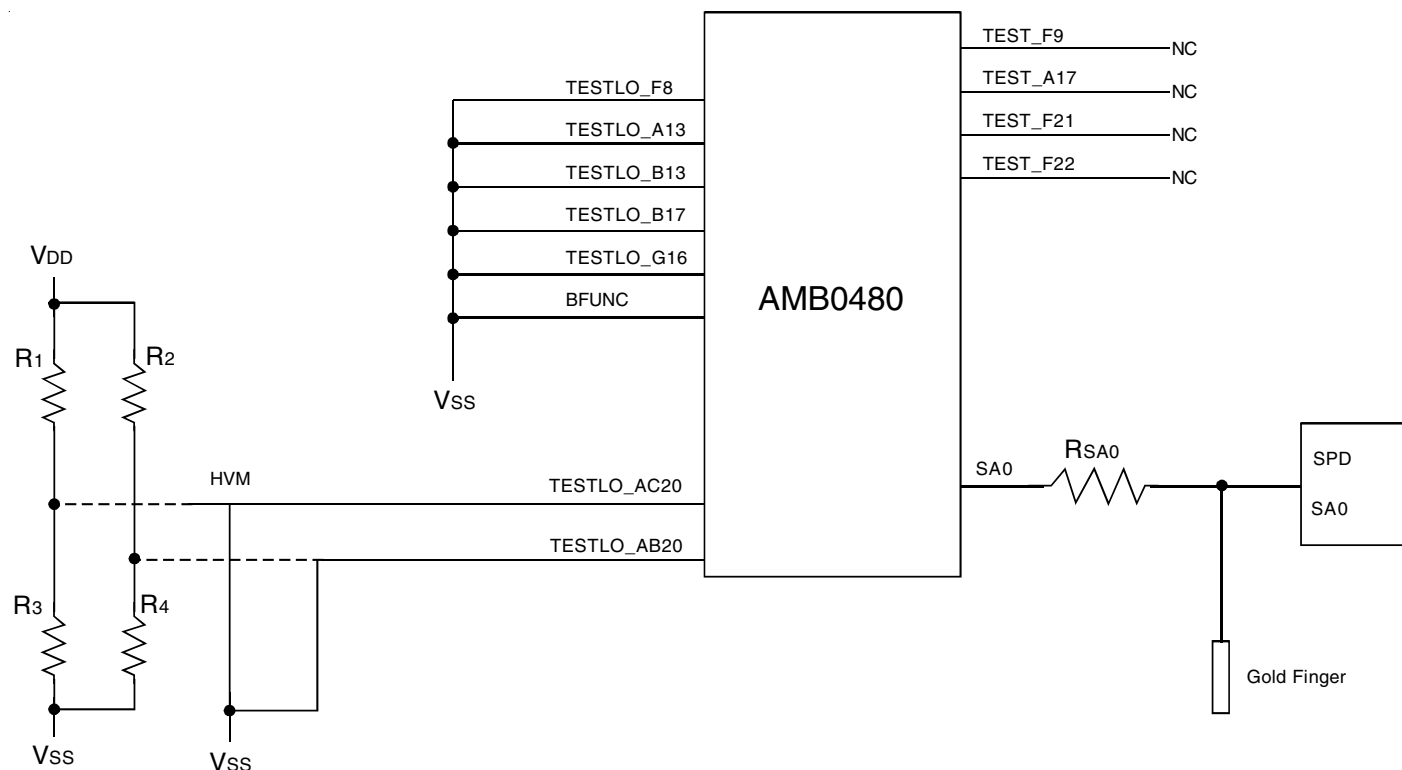 TEST_F9
NC
TESTLO_F8
TEST_A17
NC
TESTLO_A13
TEST_F21
NC
TESTLO_B13
TEST_F22
NC
TESTLO_B17
TESTLO_G16
BFUNC
AMB0480
VDD
R1
R2
VSS
HVM
TESTLO_AC20
TESTLO_AB20
SA0
RSA0
SPD
SA0
R3
R4
Gold Finger
VSS
VSS